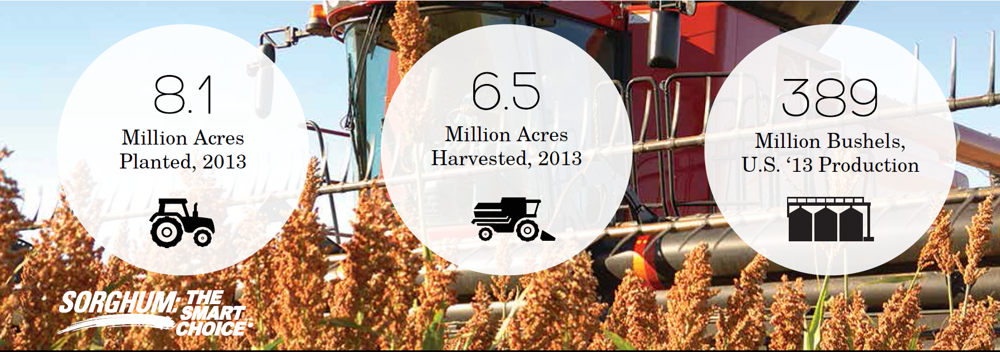 8.1
Million Acres
Planted, 2013
6.5
Million Acres
Harvested, 2013
389
Million Bushels,
U.S. ‘13 Production
SORGHUM: THE
SMART
CHOICE®